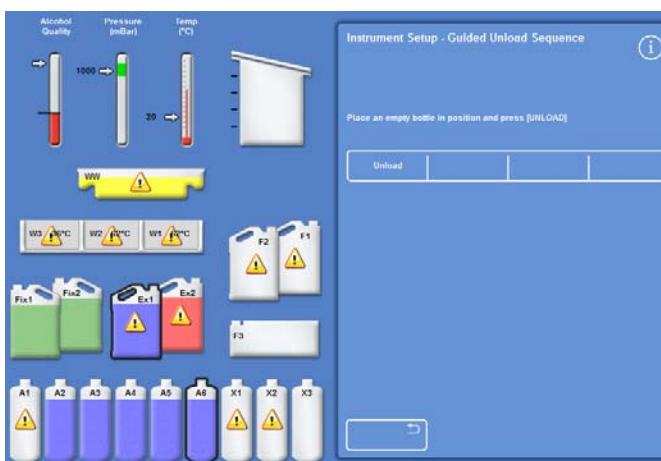 Alcohol Quality
Pressure (mBar)
Temp (°C)
1000
20
WW
W3
W2
W1
F2
F1
Fix1
Fix2
Ex1
Ex2
F3
A1
A2
A3
A4
A5
A6
X1
X2
X3
Instrument Setup - Guided Unload Sequence
i
Place an empty bottle in position and press [UNLOAD]
Unload